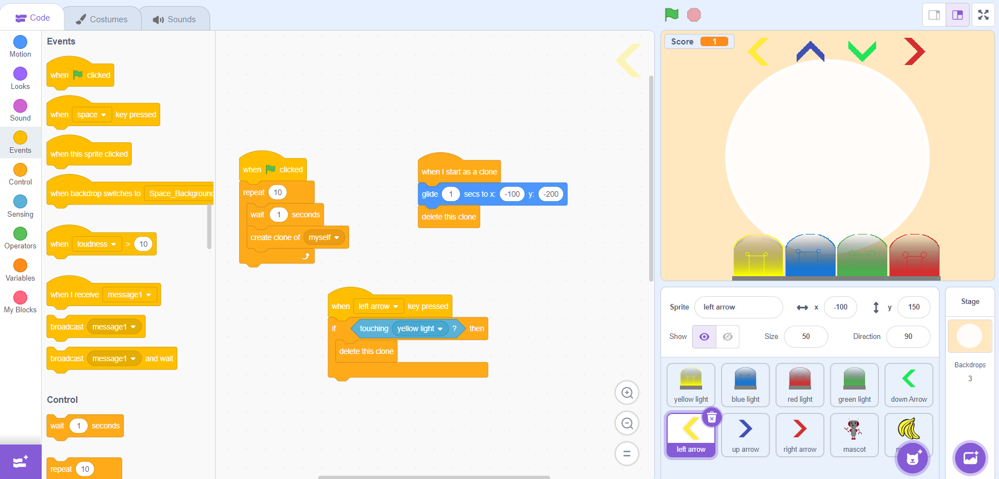 Code
Costumes
Sounds
Motion
Looks
Sound
Events
Control
Sensing
Operators
Variables
My Blocks
Events
when clicked
when space key pressed
when this sprite clicked
when backdrop switches to Space_Background
when loudness > 10
when I receive message1
broadcast message1
broadcast message1 and wait
Control
wait 1 seconds
repeat 10
when clicked
repeat 10
wait 1 seconds
create clone of myself
when I start as a clone
glide 1 secs to x: -100 y: -200
delete this clone
when left arrow key pressed
if touching yellow light ? then
delete this clone
Score 1
Sprite left arrow x -100 y 150
Show Size 50 Direction 90
yellow light
blue light
red light
green light
down Arrow
left arrow
up arrow
right arrow
mascot
Stage
Backdrops
3